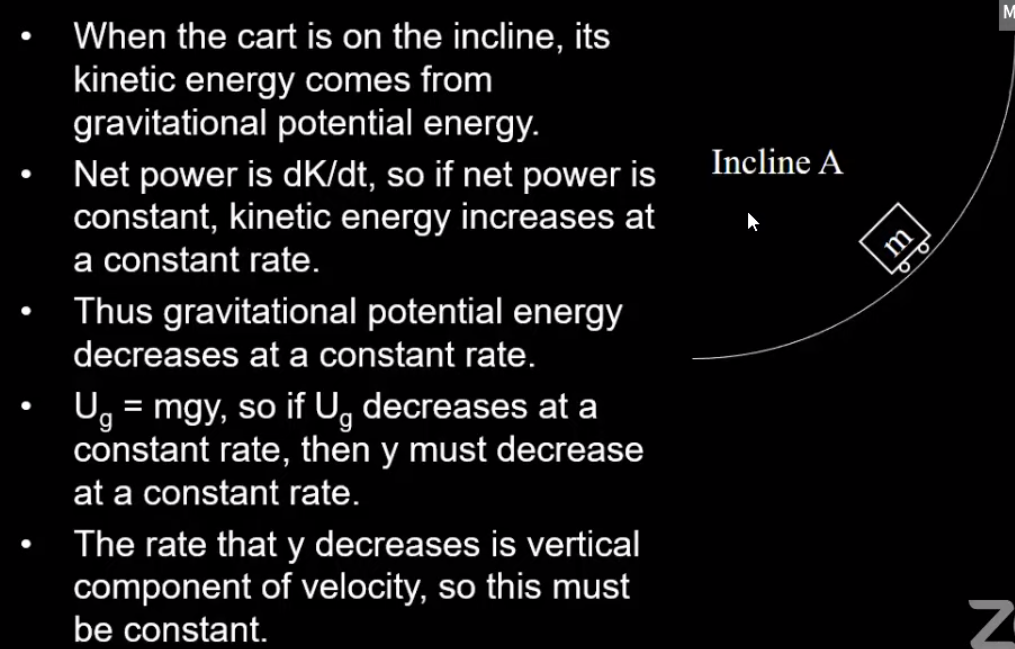 • When the cart is on the incline, its
kinetic energy comes from
gravitational potential energy.
• Net power is dK/dt, so if net power is
constant, kinetic energy increases at
a constant rate.
• Thus gravitational potential energy
decreases at a constant rate.
• Ug = mgy, so if Ug decreases at a
constant rate, then y must decrease
at a constant rate.
• The rate that y decreases is vertical
component of velocity, so this must
be constant.
M
Incline A
m